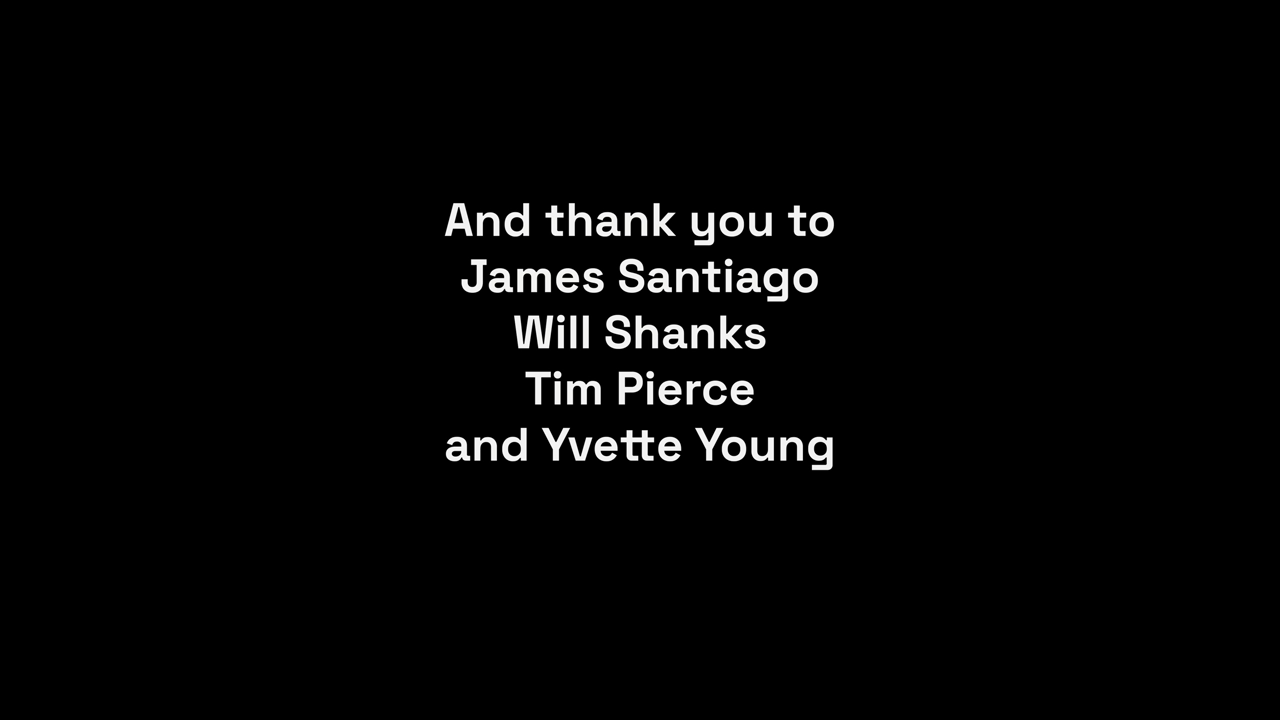 And thank you to
James Santiago
Will Shanks
Tim Pierce
and Yvette Young